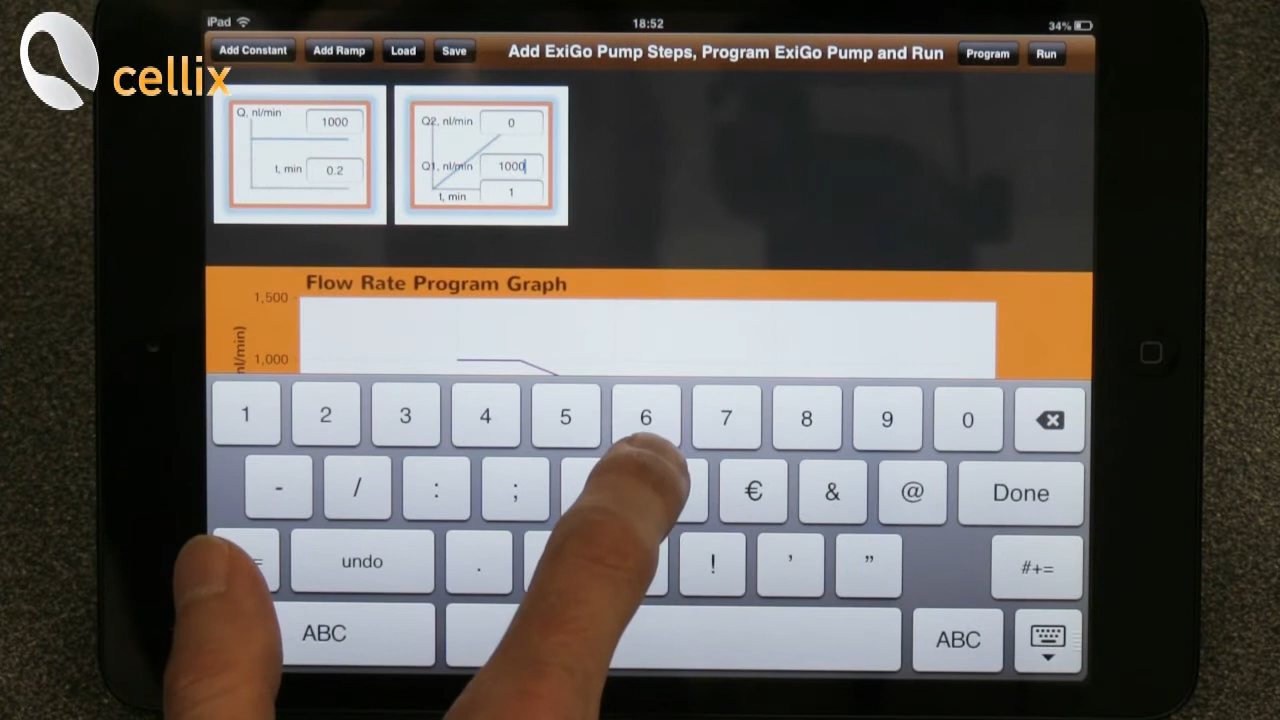 iPad
18:52
34%
cellix
Add Constant
Add Ramp
Load
Save
Add ExiGo Pump Steps, Program ExiGo Pump and Run
Program
Run
Q, nl/min
1000
t, min
0.2
Q2, nl/min
0
Q1, nl/min
1000
t, min
1
Flow Rate Program Graph
1,500
1,000
nl/min)
1 2 3 4 5 6 7 8 9 0
- / : ; € & @ Done
undo . ! ’ ” #+=
ABC ABC